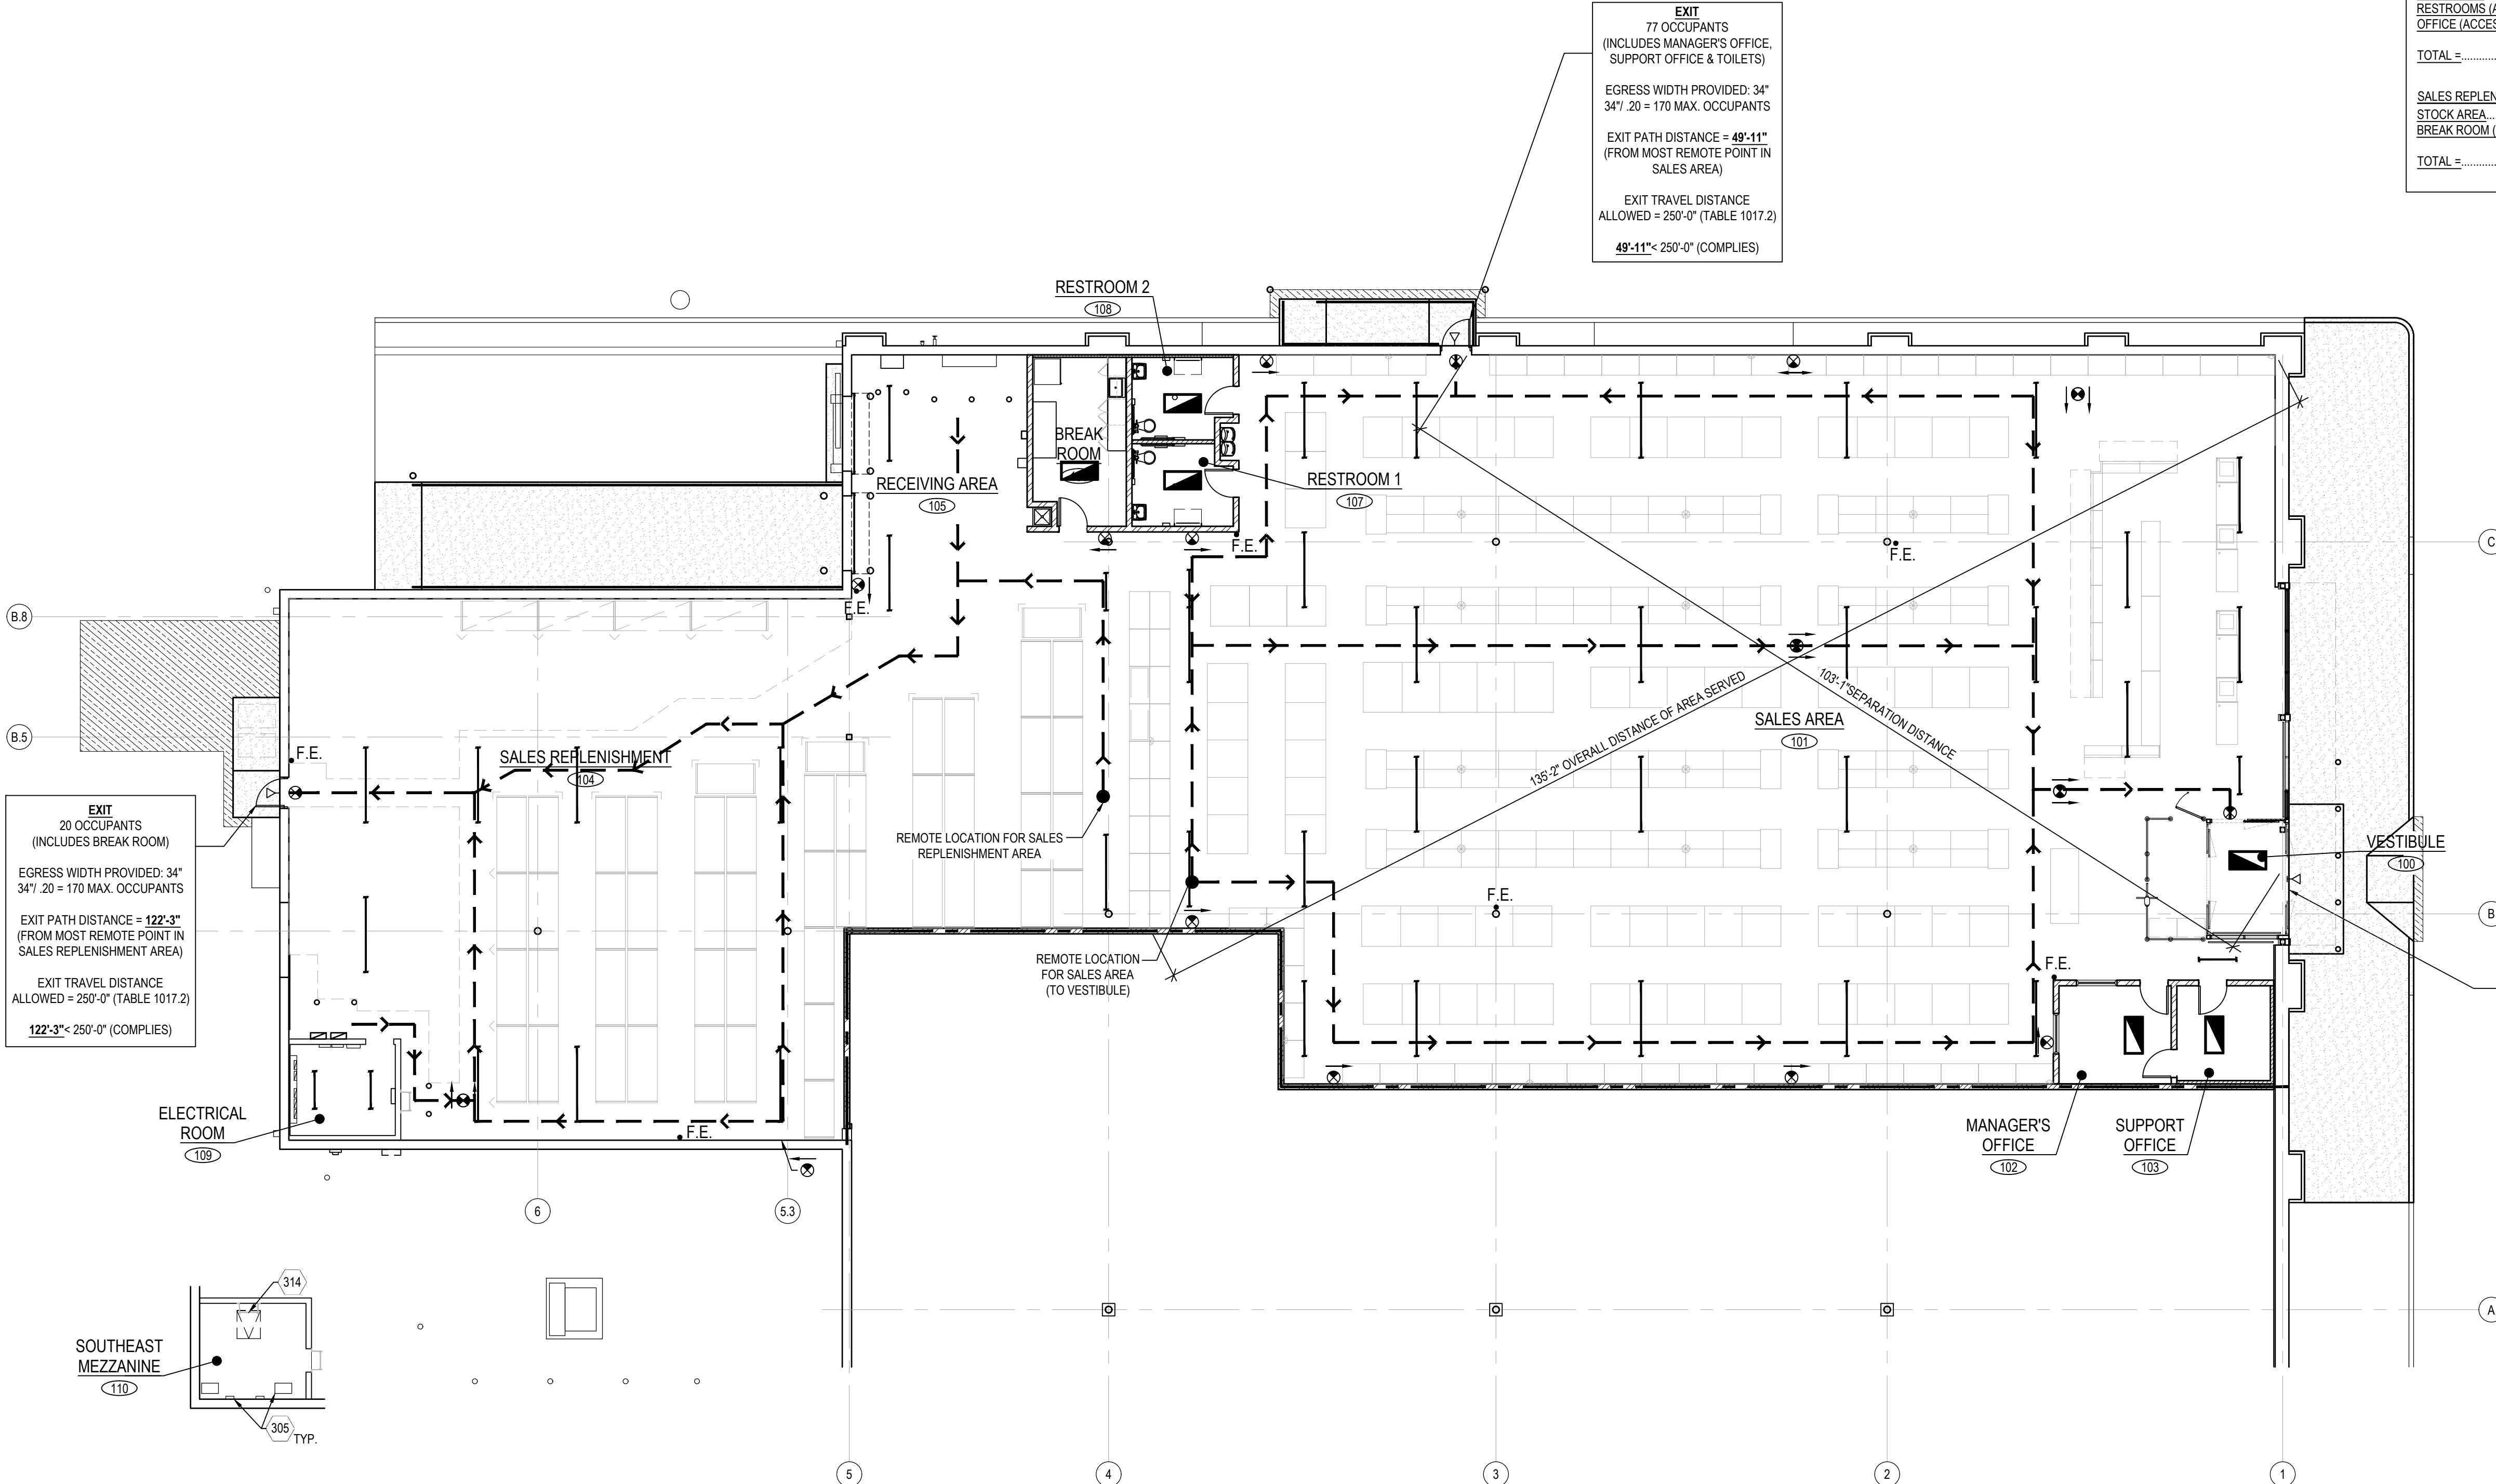 EXIT
77 OCCUPANTS
(INCLUDES MANAGER'S OFFICE,
SUPPORT OFFICE & TOILETS)
EGRESS WIDTH PROVIDED: 34"
34"/ .20 = 170 MAX. OCCUPANTS
EXIT PATH DISTANCE = 49'-11"
(FROM MOST REMOTE POINT IN
SALES AREA)
EXIT TRAVEL DISTANCE
ALLOWED = 250'-0" (TABLE 1017.2)
49'-11"< 250'-0" (COMPLIES)
RESTROOMS (A
OFFICE (ACCES
TOTAL =............
SALES REPLEN
STOCK AREA...
BREAK ROOM (
TOTAL =............
RESTROOM 2
108
BREAK
ROOM
RECEIVING AREA
105
RESTROOM 1
107
F.E.
F.E.
F.E.
C
B.8
B.5
F.E.
SALES REPLENISHMENT
104
135'-2" OVERALL DISTANCE OF AREA SERVED
103'-1"SEPARATION DISTANCE
SALES AREA
101
EXIT
20 OCCUPANTS
(INCLUDES BREAK ROOM)
EGRESS WIDTH PROVIDED: 34"
34"/ .20 = 170 MAX. OCCUPANTS
EXIT PATH DISTANCE = 122'-3"
(FROM MOST REMOTE POINT IN
SALES REPLENISHMENT AREA)
EXIT TRAVEL DISTANCE
ALLOWED = 250'-0" (TABLE 1017.2)
122'-3"< 250'-0" (COMPLIES)
REMOTE LOCATION FOR SALES
REPLENISHMENT AREA
VESTIBULE
100
F.E.
B
REMOTE LOCATION
FOR SALES AREA
(TO VESTIBULE)
F.E.
ELECTRICAL
ROOM
109
F.E.
MANAGER'S
OFFICE
102
SUPPORT
OFFICE
103
6
5.3
314
SOUTHEAST
MEZZANINE
110
305
TYP.
A
5
4
3
2
1